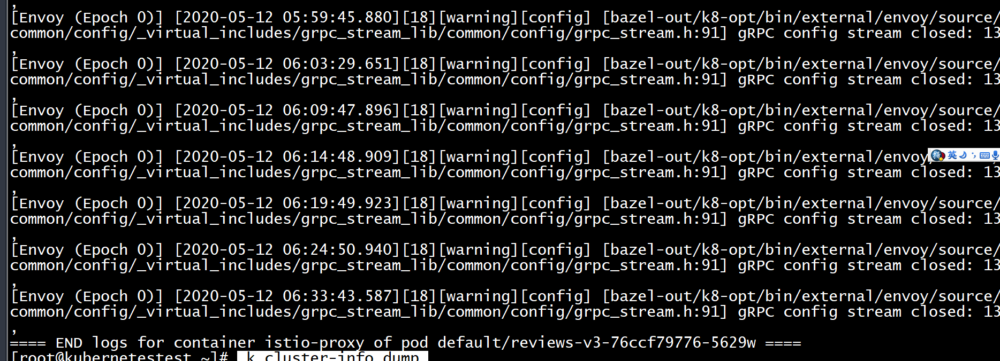 ,
[Envoy (Epoch 0)] [2020-05-12 05:59:45.880][18][warning][config] [bazel-out/k8-opt/bin/external/envoy/source/
common/config/_virtual_includes/grpc_stream_lib/common/config/grpc_stream.h:91] gRPC config stream closed: 13
,
[Envoy (Epoch 0)] [2020-05-12 06:03:29.651][18][warning][config] [bazel-out/k8-opt/bin/external/envoy/source/
common/config/_virtual_includes/grpc_stream_lib/common/config/grpc_stream.h:91] gRPC config stream closed: 13
,
[Envoy (Epoch 0)] [2020-05-12 06:09:47.896][18][warning][config] [bazel-out/k8-opt/bin/external/envoy/source/
common/config/_virtual_includes/grpc_stream_lib/common/config/grpc_stream.h:91] gRPC config stream closed: 13
,
[Envoy (Epoch 0)] [2020-05-12 06:14:48.909][18][warning][config] [bazel-out/k8-opt/bin/external/envoy
英
common/config/_virtual_includes/grpc_stream_lib/common/config/grpc_stream.h:91] gRPC config stream closed: 13
,
[Envoy (Epoch 0)] [2020-05-12 06:19:49.923][18][warning][config] [bazel-out/k8-opt/bin/external/envoy/source/
common/config/_virtual_includes/grpc_stream_lib/common/config/grpc_stream.h:91] gRPC config stream closed: 13
,
[Envoy (Epoch 0)] [2020-05-12 06:24:50.940][18][warning][config] [bazel-out/k8-opt/bin/external/envoy/source/
common/config/_virtual_includes/grpc_stream_lib/common/config/grpc_stream.h:91] gRPC config stream closed: 13
,
[Envoy (Epoch 0)] [2020-05-12 06:33:43.587][18][warning][config] [bazel-out/k8-opt/bin/external/envoy/source/
common/config/_virtual_includes/grpc_stream_lib/common/config/grpc_stream.h:91] gRPC config stream closed: 13
,
==== END logs for container istio-proxy of pod default/reviews-v3-76ccf79776-5629w ====
[root@kubernetestest ~]# k cluster-info dump